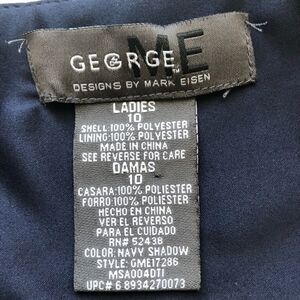 GEORGE ME
DESIGNS BY MARK EISEN
LADIES
10
SHELL:100% POLYESTER
LINING:100% POLYESTER
MADE IN CHINA
SEE REVERSE FOR CARE
DAMAS
10
CASARA:100% POLIESTER
FORRO:100% POLIESTER
HECHO EN CHINA
VER EL REVERSO
PARA EL CUIDADO
RN# 52438
COLOR: NAVY SHADOW
STYLE: GME17286
MSA004DTI
UPC# 6 8934270073